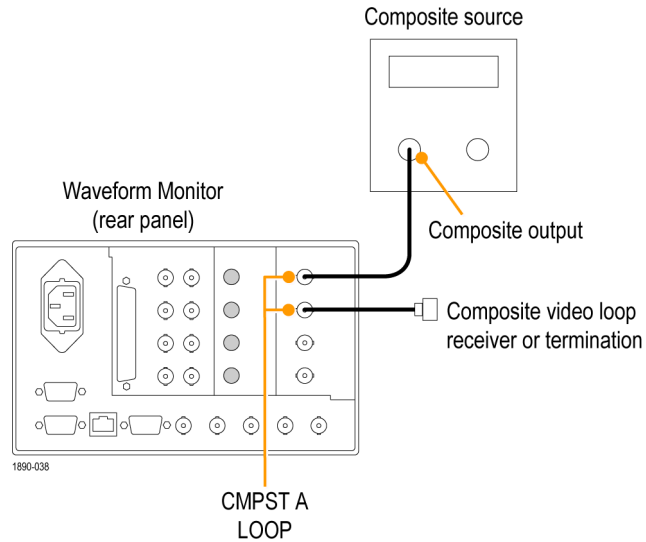 Composite source
Waveform Monitor
(rear panel)
Composite output
Composite video loop
receiver or termination
1890-038
CMPST A
LOOP